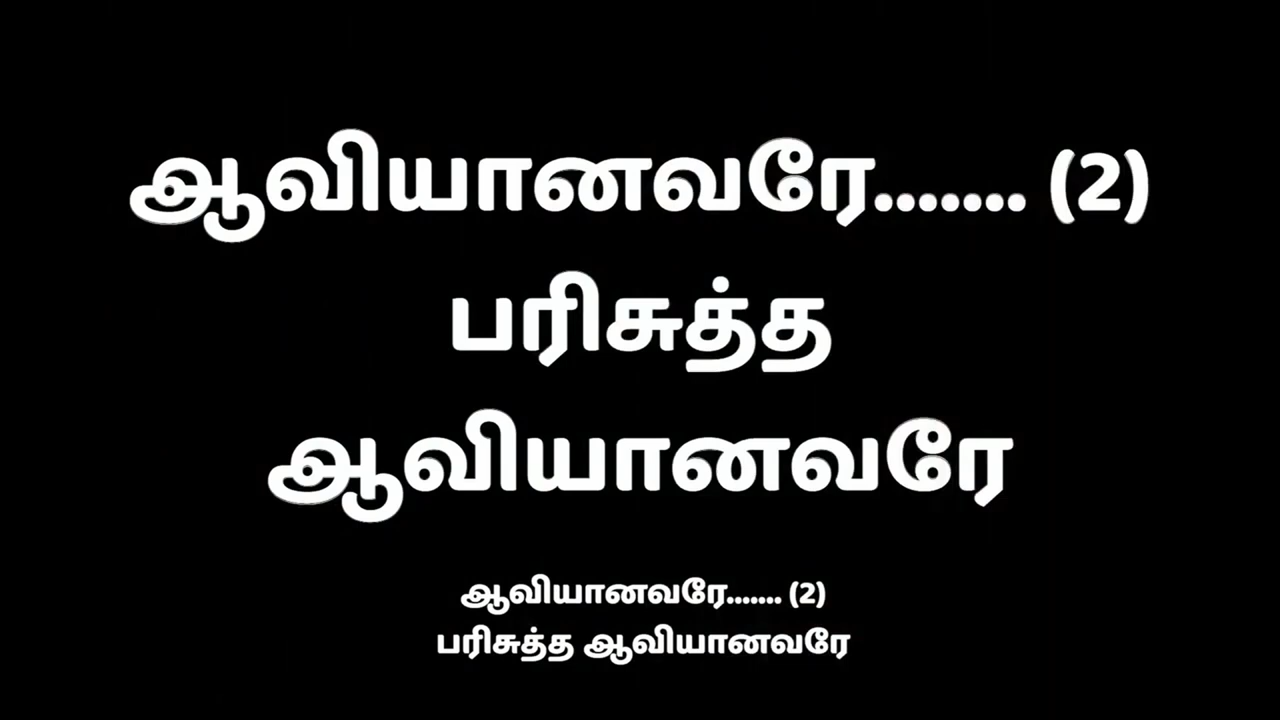 ஆவியானவரே....... (2)
பரிசுத்த
ஆவியானவரே
ஆவியானவரே....... (2)
பரிசுத்த ஆவியானவரே